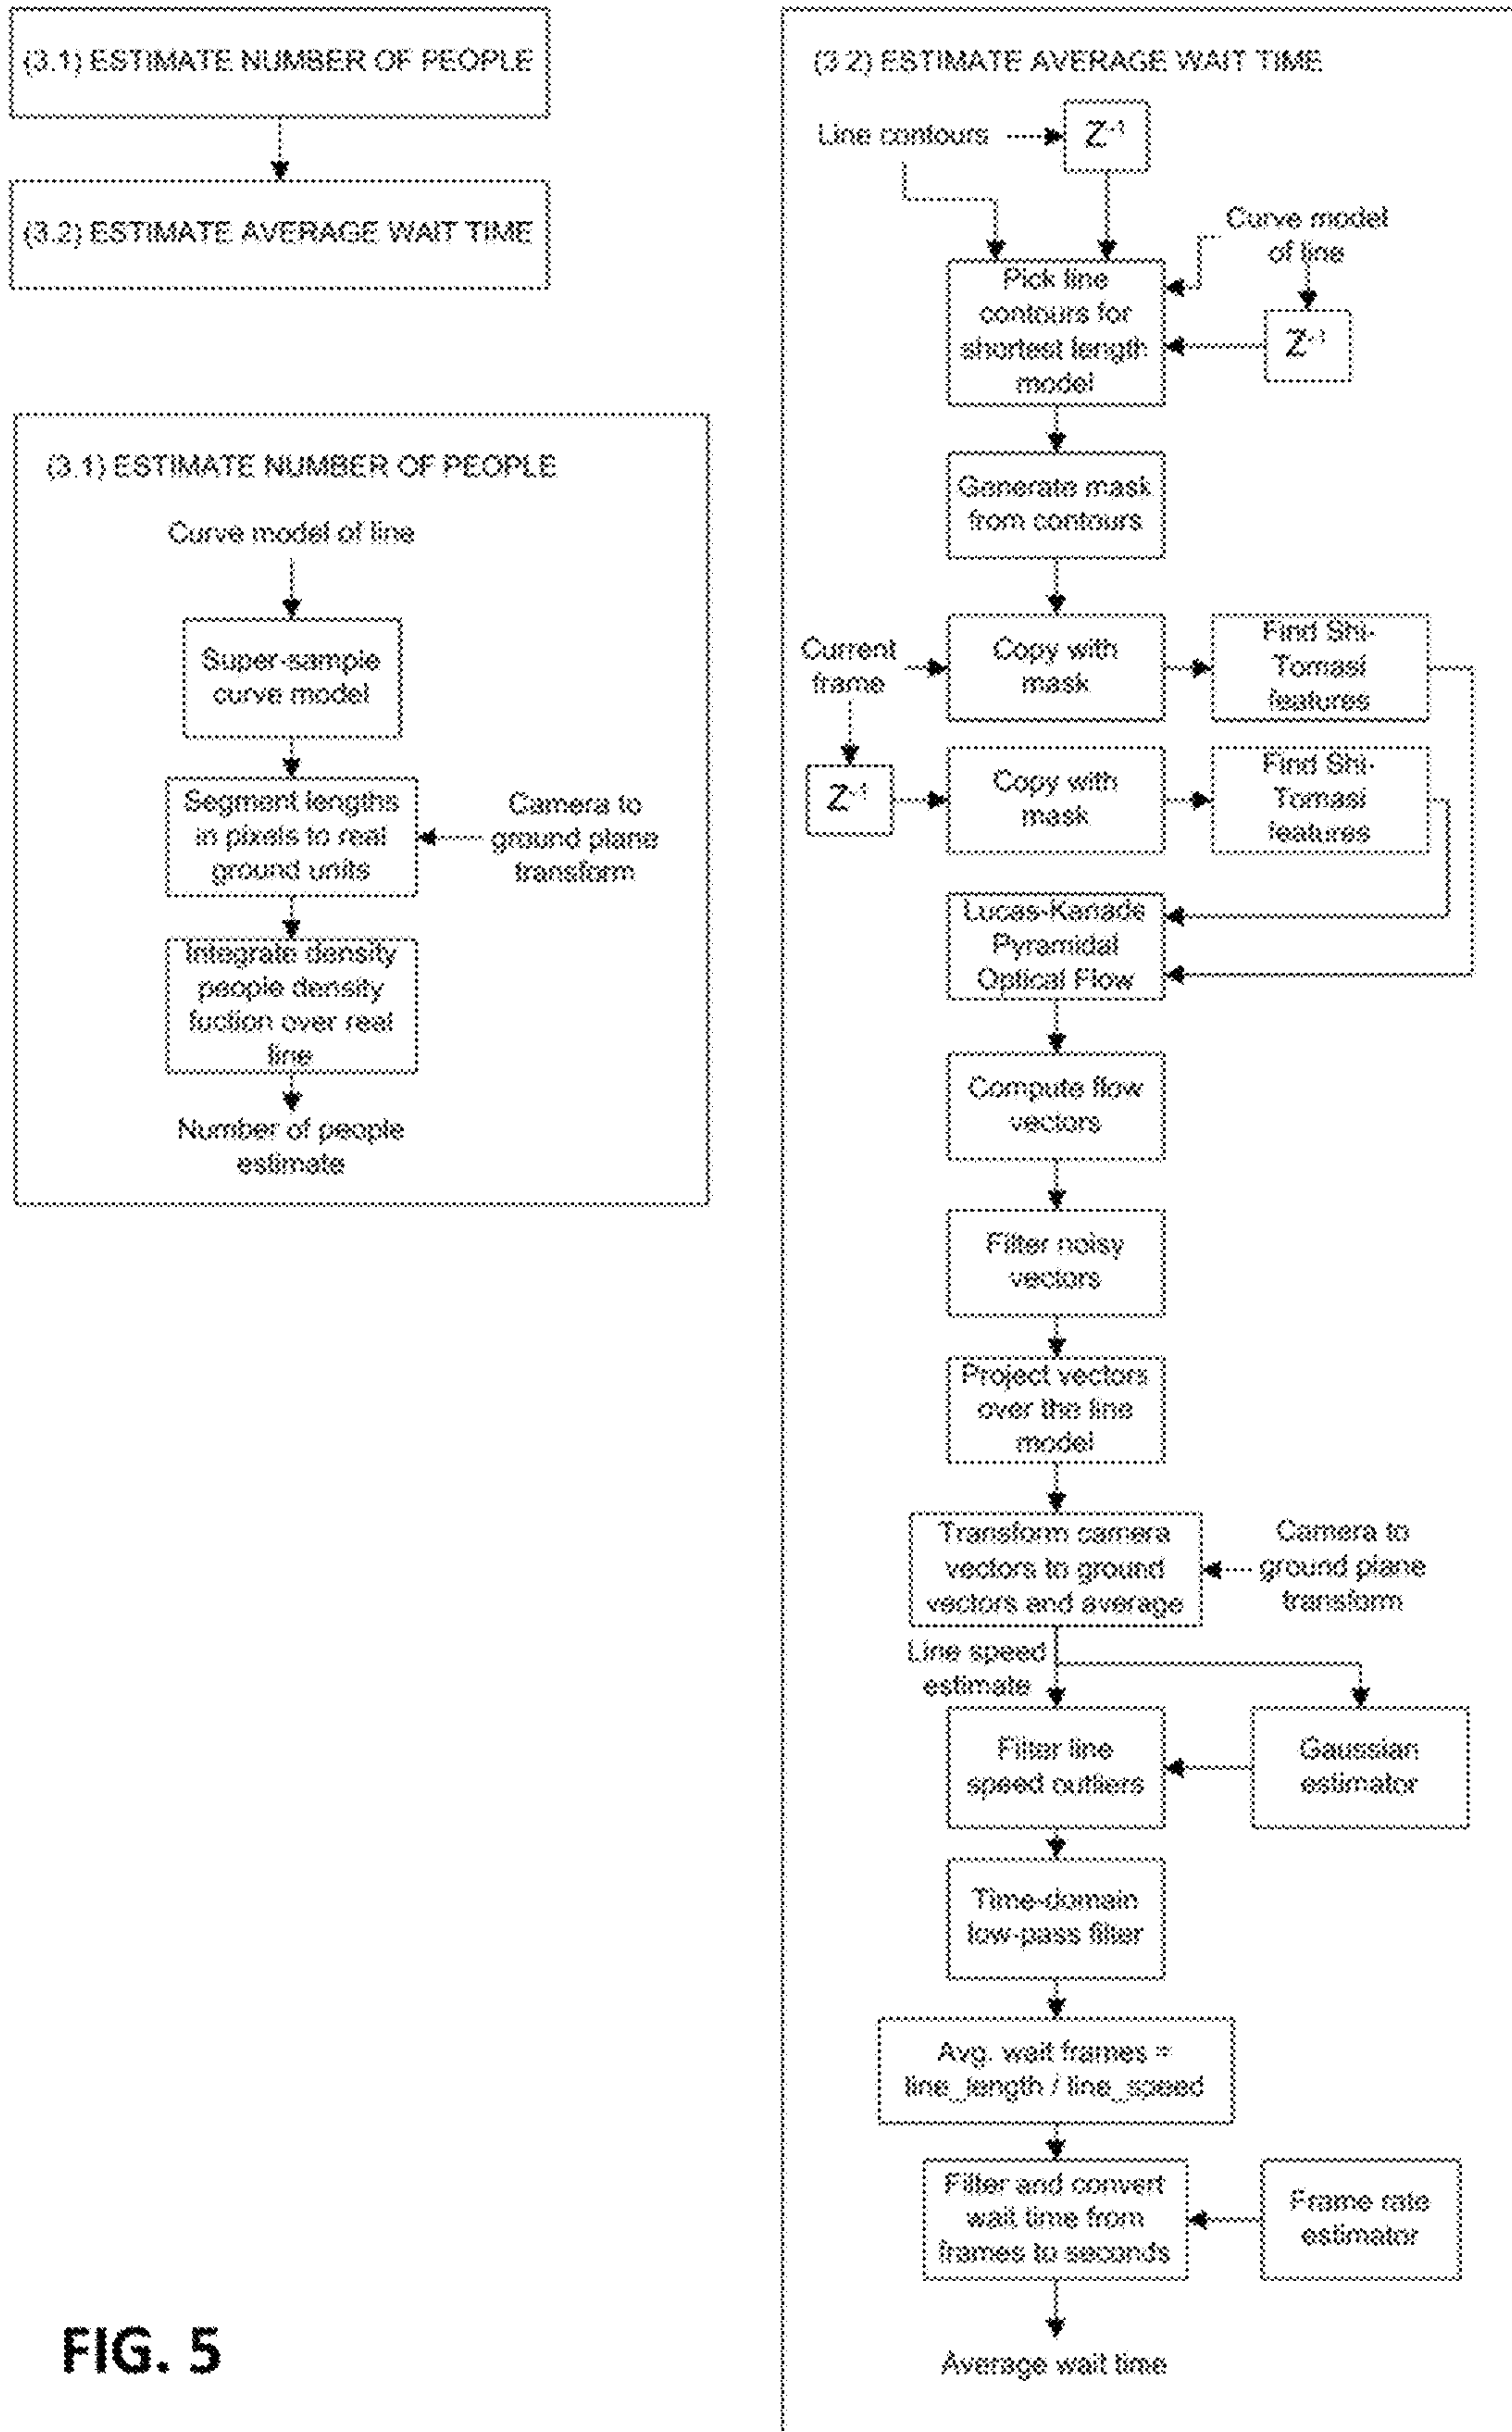 (3.1) ESTIMATE NUMBER OF PEOPLE
(3.2) ESTIMATE AVERAGE WAIT TIME
(3.1) ESTIMATE NUMBER OF PEOPLE
Curve model of line
Super-sample
curve model
Segment lengths
in pixels to real
ground units
Camera to
ground plane
transform
Integrate density
people density
fuction over real
line
Number of people
estimate
FIG. 5
(3.2) ESTIMATE AVERAGE WAIT TIME
Line contours
Z⁻¹
Curve model
of line
Pick line
contours for
shortest length
model
Z⁻¹
Generate mask
from contours
Current
frame
Copy with
mask
Find Shi-
Tomasi
features
Z⁻¹
Copy with
mask
Find Shi-
Tomasi
features
Lucas-Kanade
Pyramidal
Optical Flow
Compute flow
vectors
Filter noisy
vectors
Project vectors
over the line
model
Transform camera
vectors to ground
vectors and average
Camera to
ground plane
transform
Line speed
estimate
Filter line
speed outliers
Gaussian
estimator
Time-domain
low-pass filter
Avg. wait frames =
line_length / line_speed
Filter and convert
wait time from
frames to seconds
Frame rate
estimator
Average wait time